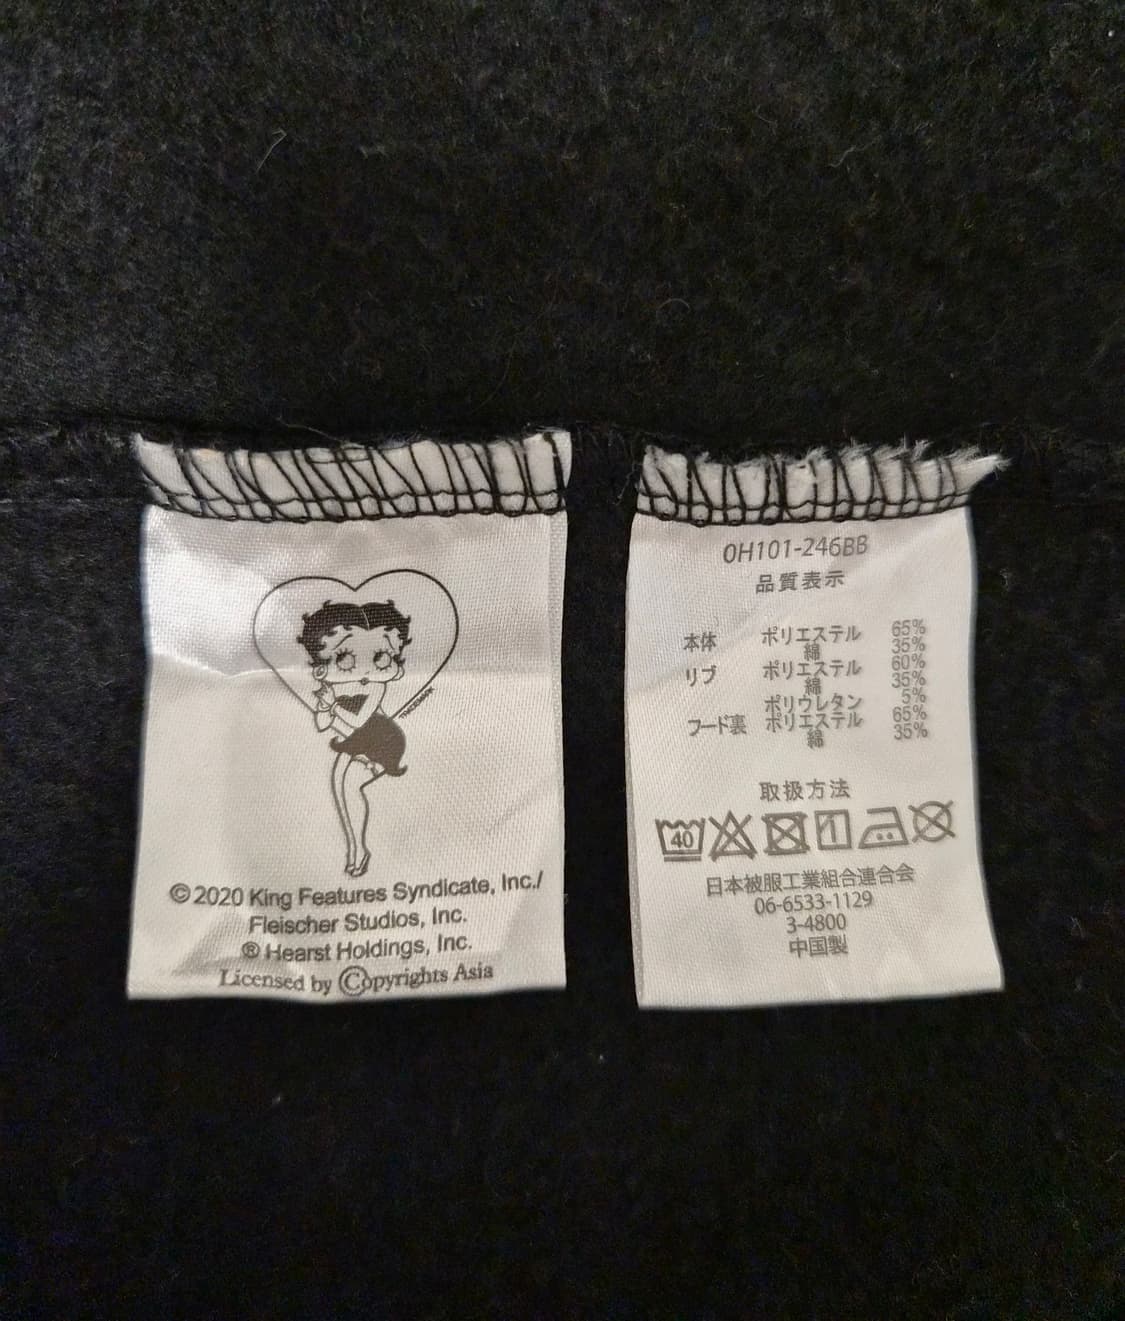 TRADEMARK
©2020 King Features Syndicate, Inc./
Fleischer Studios, Inc.
® Hearst Holdings, Inc.
Licensed by Copyrights Asia
0H101-246BB
品質表示
本体 ポリエステル 65%
綿 35%
リブ ポリエステル 60%
綿 35%
ポリウレタン 5%
フード裏 ポリエステル 65%
綿 35%
取扱方法
40
日本被服工業組合連合会
06-6533-1129
3-4800
中国製